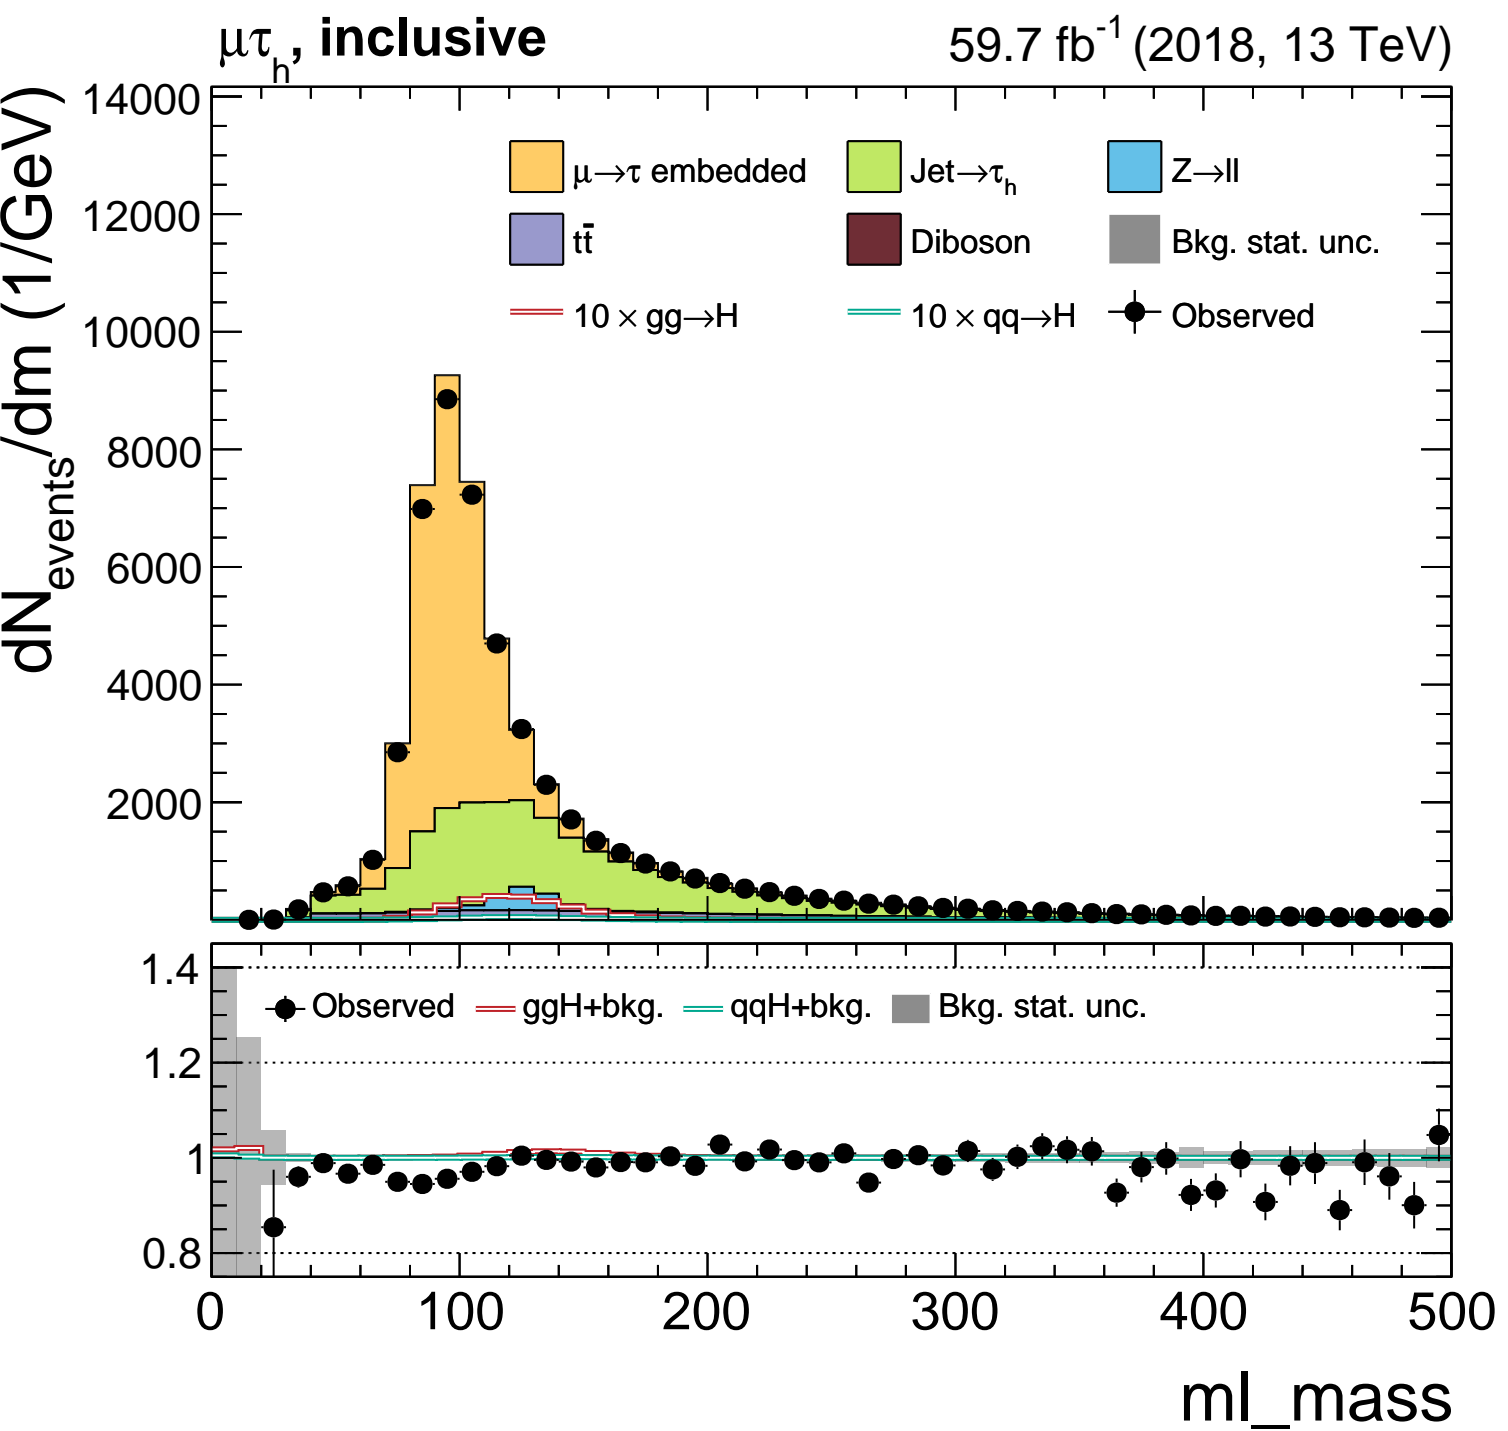 μτh, inclusive 59.7 fb-1 (2018, 13 TeV)
dNevents/dm (1/GeV)
14000
12000
10000
8000
6000
4000
2000
μ→τ embedded Jet→τh Z→ll
tt̄ Diboson Bkg. stat. unc.
10 × gg→H 10 × qq→H Observed
1.4
1.2
1
0.8
Observed ggH+bkg. qqH+bkg. Bkg. stat. unc.
0 100 200 300 400 500
ml_mass